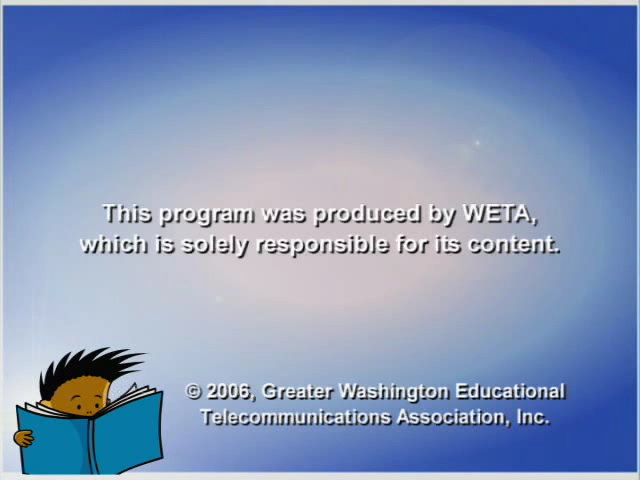 This program was produced by WETA,
which is solely responsible for its content.
© 2006, Greater Washington Educational
Telecommunications Association, Inc.